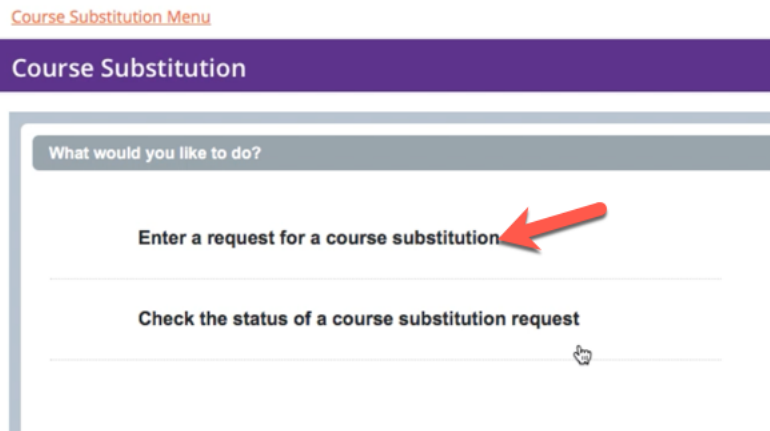 Course Substitution Menu
Course Substitution
What would you like to do?
Enter a request for a course substitution
Check the status of a course substitution request